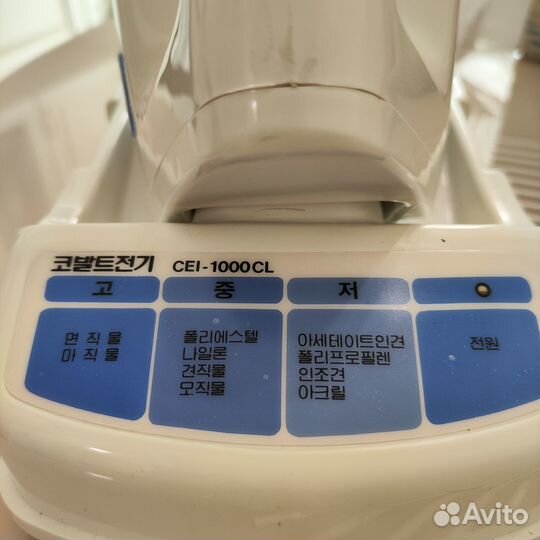 코발트전기 CEI-1000CL
고 중 저
면직물
마직물
폴리에스텔
나일론
견직물
모직물
아세테이트인견
폴리프로필렌
인조견
아크릴
전원
Avito